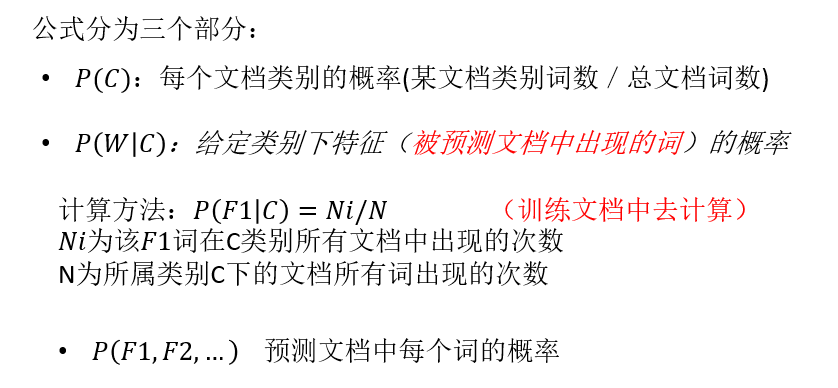 公式分为三个部分：
• P(C)：每个文档类别的概率(某文档类别词数／总文档词数)
• P(W|C)：给定类别下特征（被预测文档中出现的词）的概率
计算方法：P(F1|C) = Ni/N （训练文档中去计算）
Ni为该F1词在C类别所有文档中出现的次数
N为所属类别C下的文档所有词出现的次数
• P(F1, F2, …) 预测文档中每个词的概率